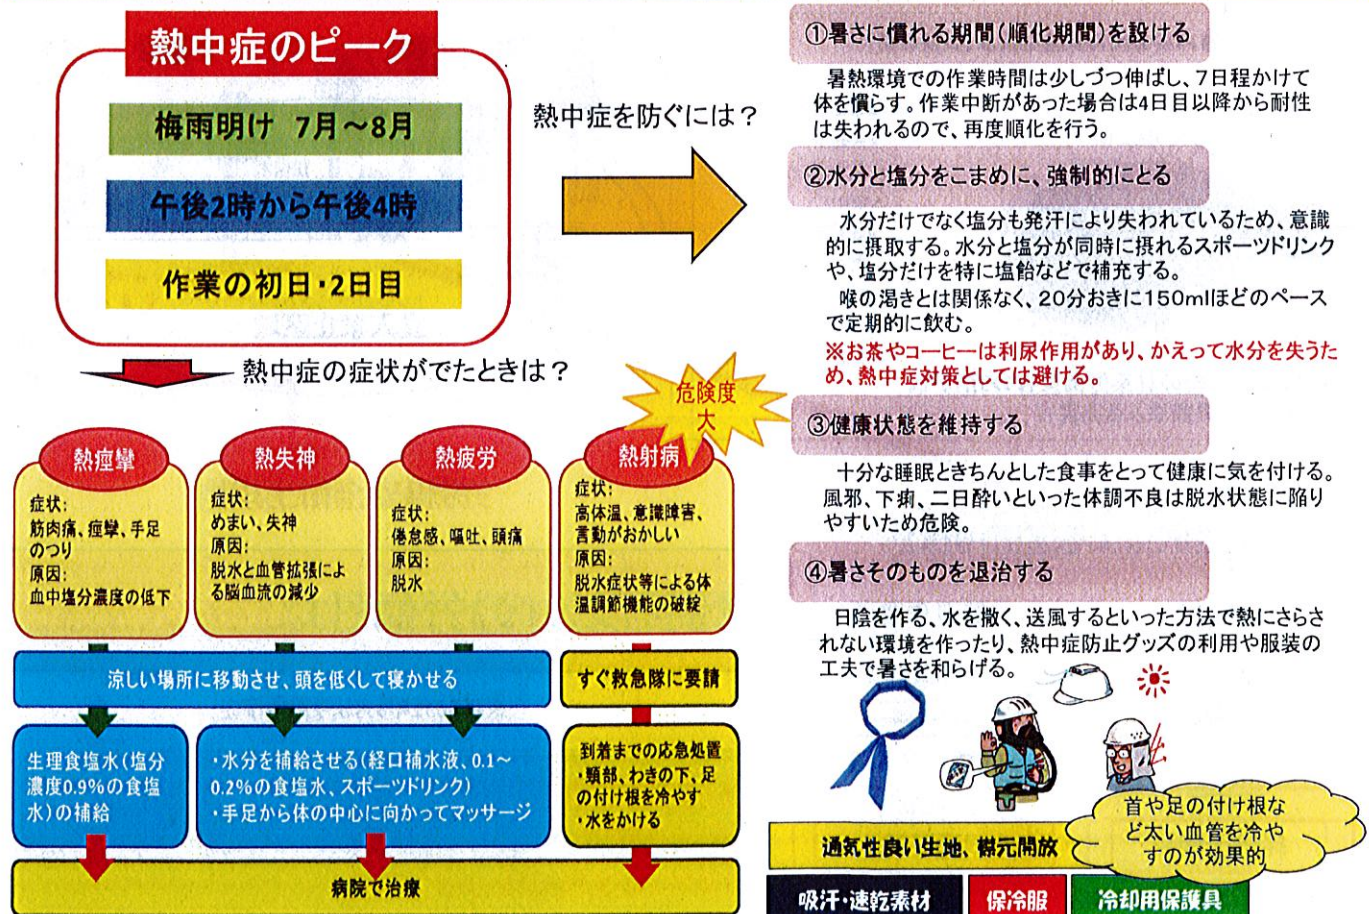 熱中症のピーク
梅雨明け 7月～8月
午後2時から午後4時
作業の初日・2日目
熱中症を防ぐには？
熱中症の症状がでたときは？
危険度
大
熱痙攣
症状：
筋肉痛、痙攣、手足
のつり
原因：
血中塩分濃度の低下
熱失神
症状：
めまい、失神
原因：
脱水と血管拡張によ
る脳血流の減少
熱疲労
症状：
倦怠感、嘔吐、頭痛
原因：
脱水
熱射病
症状：
高体温、意識障害、
言動がおかしい
原因：
脱水症状等による体
温調節機能の破綻
涼しい場所に移動させ、頭を低くして寝かせる
すぐ救急隊に要請
生理食塩水（塩分
濃度0.9%の食塩
水）の補給
・水分を補給させる（経口補水液、0.1～
0.2%の食塩水、スポーツドリンク）
・手足から体の中心に向かってマッサージ
到着までの応急処置
・頸部、わきの下、足
の付け根を冷やす
・水をかける
病院で治療
①暑さに慣れる期間（順化期間）を設ける
暑熱環境での作業時間は少しづつ伸ばし、7日程かけて
体を慣らす。作業中断があった場合は4日目以降から耐性
は失われるので、再度順化を行う。
②水分と塩分をこまめに、強制的にとる
水分だけでなく塩分も発汗により失われているため、意識
的に摂取する。水分と塩分が同時に摂れるスポーツドリンク
や、塩分だけを特に塩飴などで補充する。
喉の渇きとは関係なく、20分おきに150mlほどのペース
で定期的に飲む。
※お茶やコーヒーは利尿作用があり、かえって水分を失うた
め、熱中症対策としては避ける。
③健康状態を維持する
十分な睡眠ときちんとした食事をとって健康に気を付ける。
風邪、下痢、二日酔いといった体調不良は脱水状態に陥り
やすいため危険。
④暑さそのものを退治する
日陰を作る、水を撒く、送風するといった方法で熱にさらさ
れない環境を作ったり、熱中症防止グッズの利用や服装の
工夫で暑さを和らげる。
首や足の付け根な
ど太い血管を冷や
すのが効果的
通気性良い生地、襟元開放
吸汗・速乾素材
保冷服
冷却用保護具